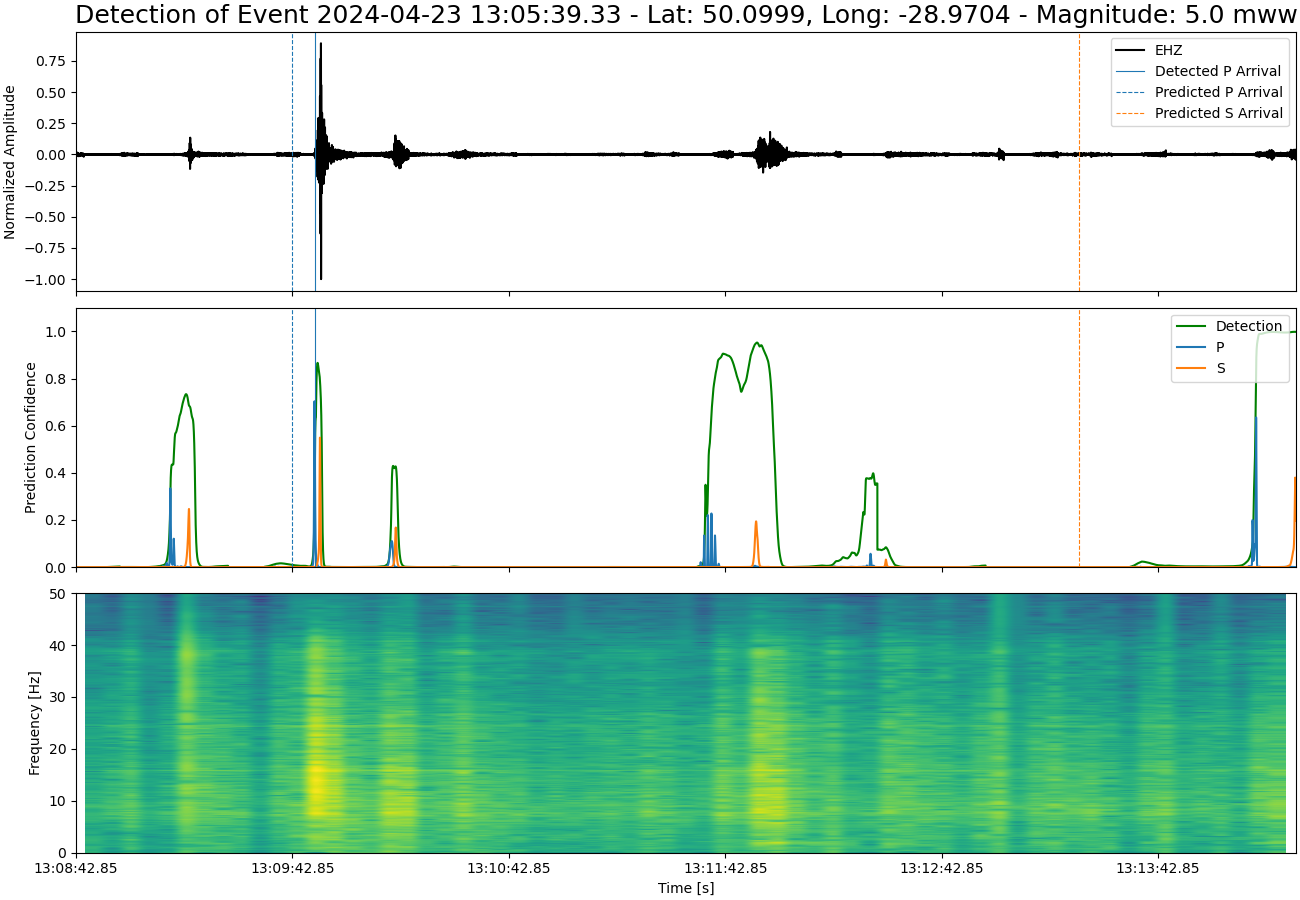 Detection of Event 2024-04-23 13:05:39.33 - Lat: 50.0999, Long: -28.9704 - Magnitude: 5.0 mww
Normalized Amplitude
0.75
0.50
0.25
0.00
−0.25
−0.50
−0.75
−1.00
EHZ
Detected P Arrival
Predicted P Arrival
Predicted S Arrival
Prediction Confidence
1.0
0.8
0.6
0.4
0.2
0.0
Detection
P
S
Frequency [Hz]
50
40
30
20
10
0
13:08:42.85 13:09:42.85 13:10:42.85 13:11:42.85 13:12:42.85 13:13:42.85
Time [s]